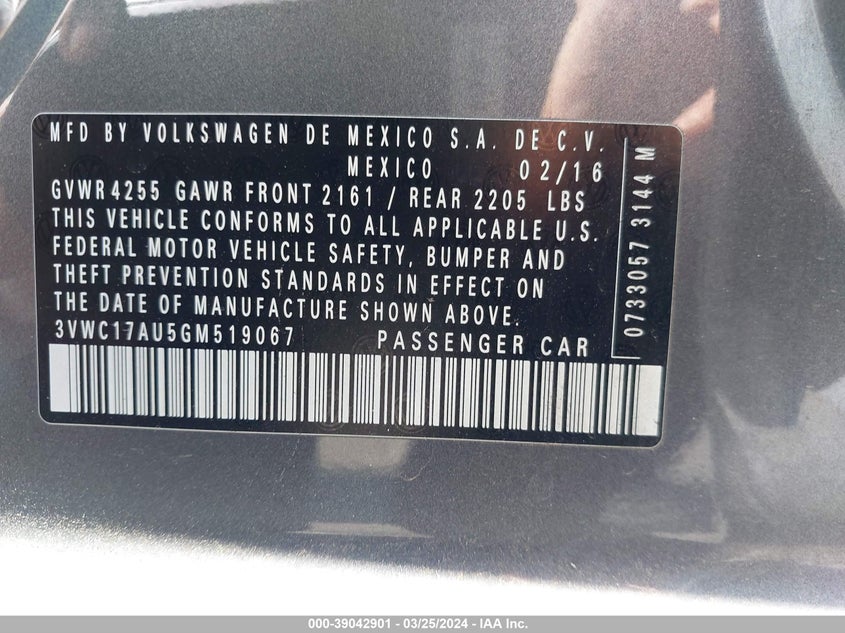 MFD BY VOLKSWAGEN DE MEXICO S.A. DE C.V.
MEXICO 02/16
GVWR 4255 GAWR FRONT 2161 / REAR 2205 LBS
THIS VEHICLE CONFORMS TO ALL APPLICABLE U.S.
FEDERAL MOTOR VEHICLE SAFETY, BUMPER AND
THEFT PREVENTION STANDARDS IN EFFECT ON
THE DATE OF MANUFACTURE SHOWN ABOVE.
3VWC17AU5GM519067 PASSENGER CAR
0733057 3144 M
000-39042901 - 03/25/2024 - IAA Inc.